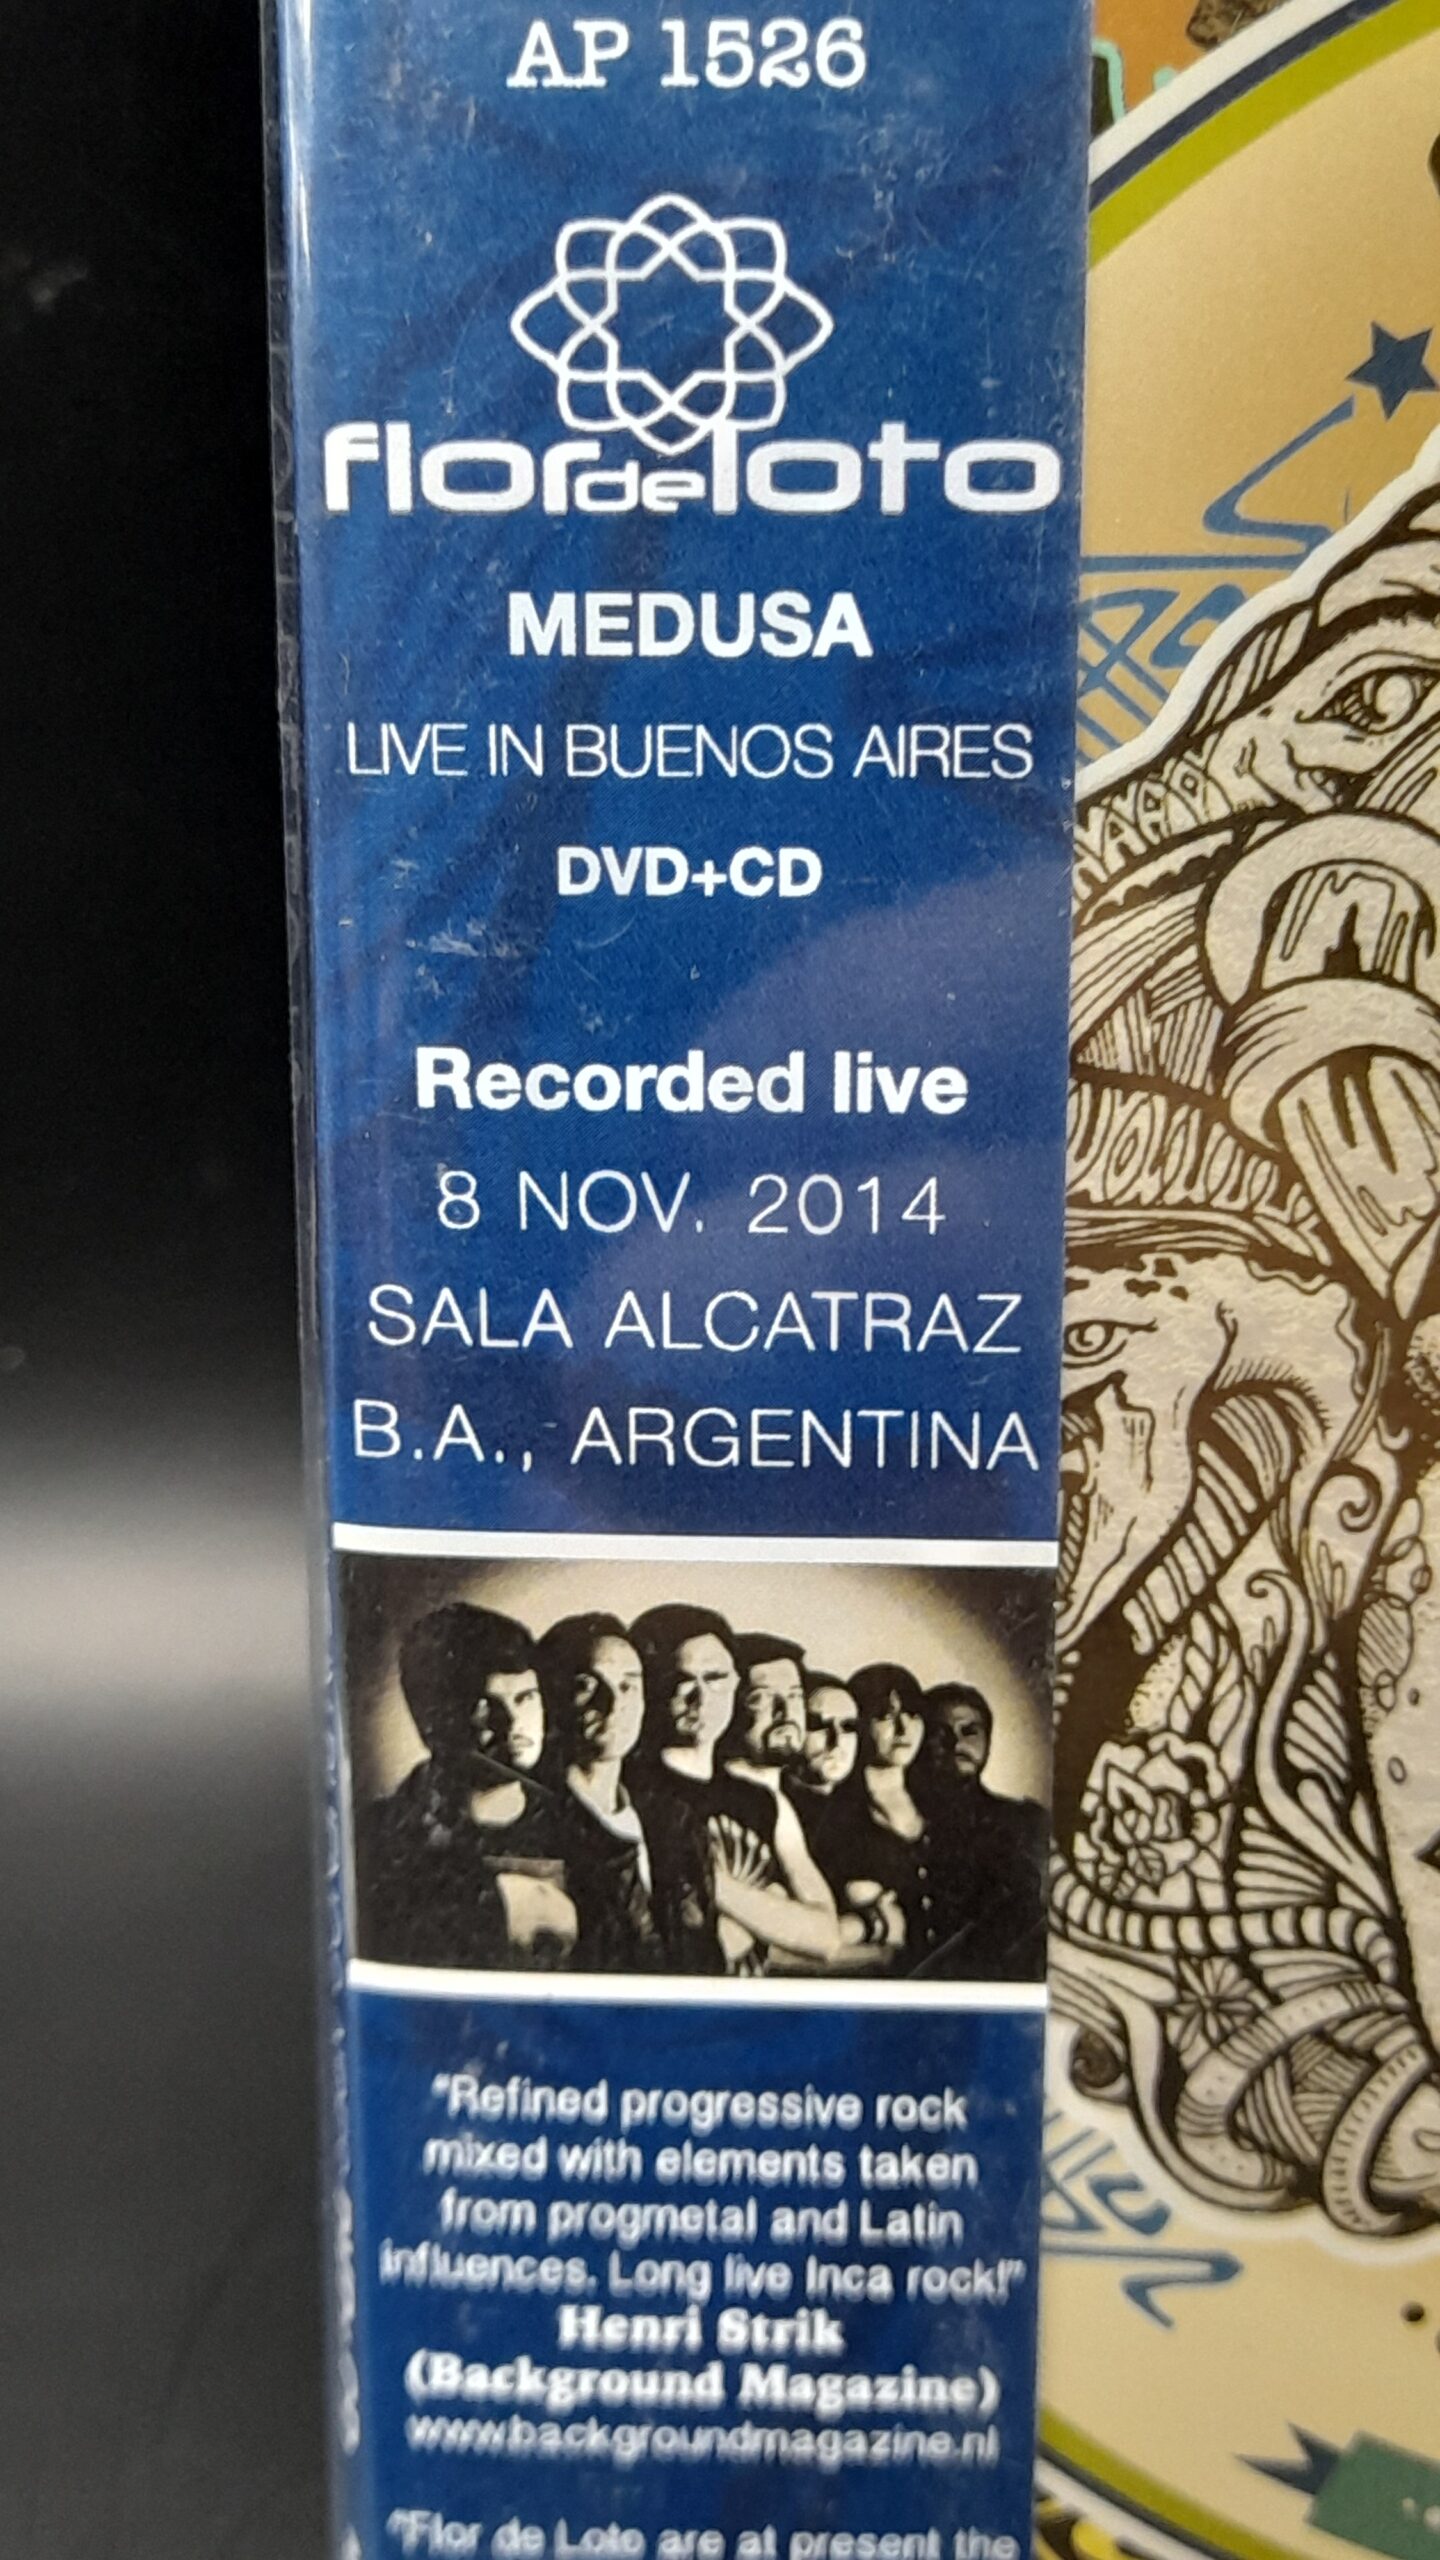 AP 1526
flor de loto
MEDUSA
LIVE IN BUENOS AIRES
DVD+CD
Recorded live
8 NOV. 2014
SALA ALCATRAZ
B.A., ARGENTINA
"Refined progressive rock
mixed with elements taken
from progmetal and Latin
influences. Long live Inca rock!"
Henri Strik
(Background Magazine)
www.backgroundmagazine.nl
"Flor de Loto are at present the